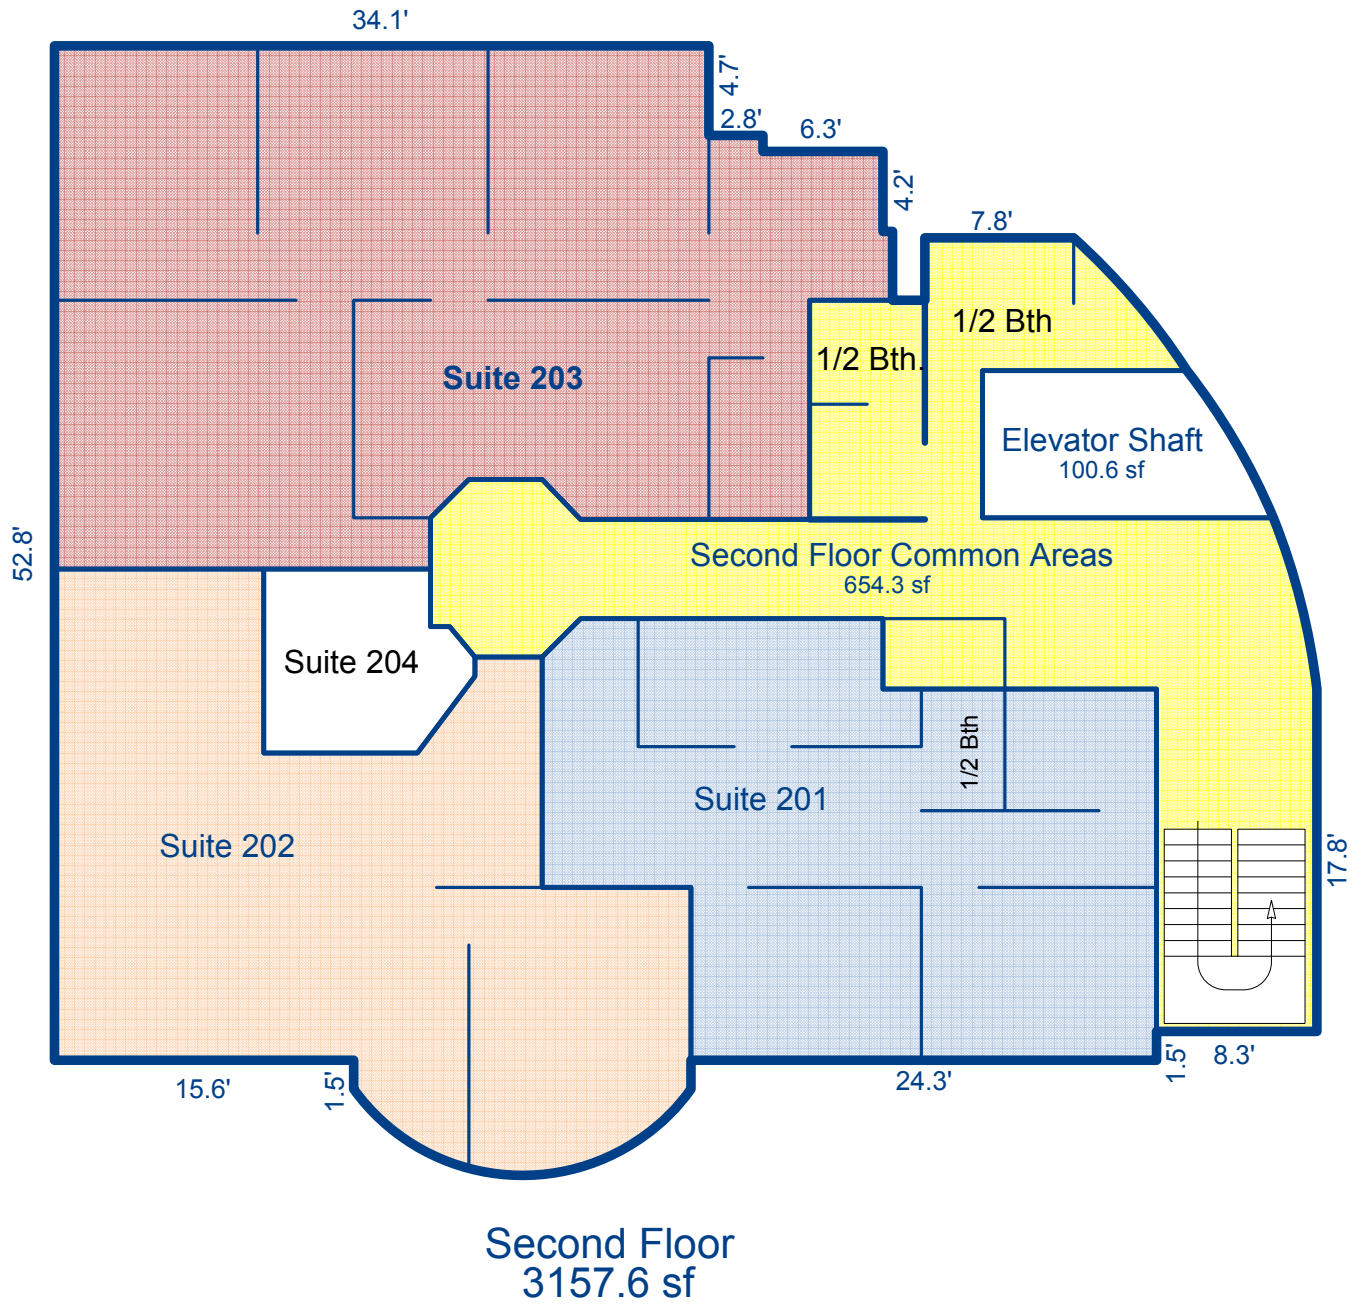 34.1'
4.7'
2.8'
6.3'
4.2'
7.8'
1/2 Bth
1/2 Bth.
Suite 203
Elevator Shaft
100.6 sf
52.8'
Second Floor Common Areas
654.3 sf
Suite 204
1/2 Bth
Suite 201
Suite 202
17.8'
15.6'
1.5'
24.3'
1.5'
8.3'
Second Floor
3157.6 sf